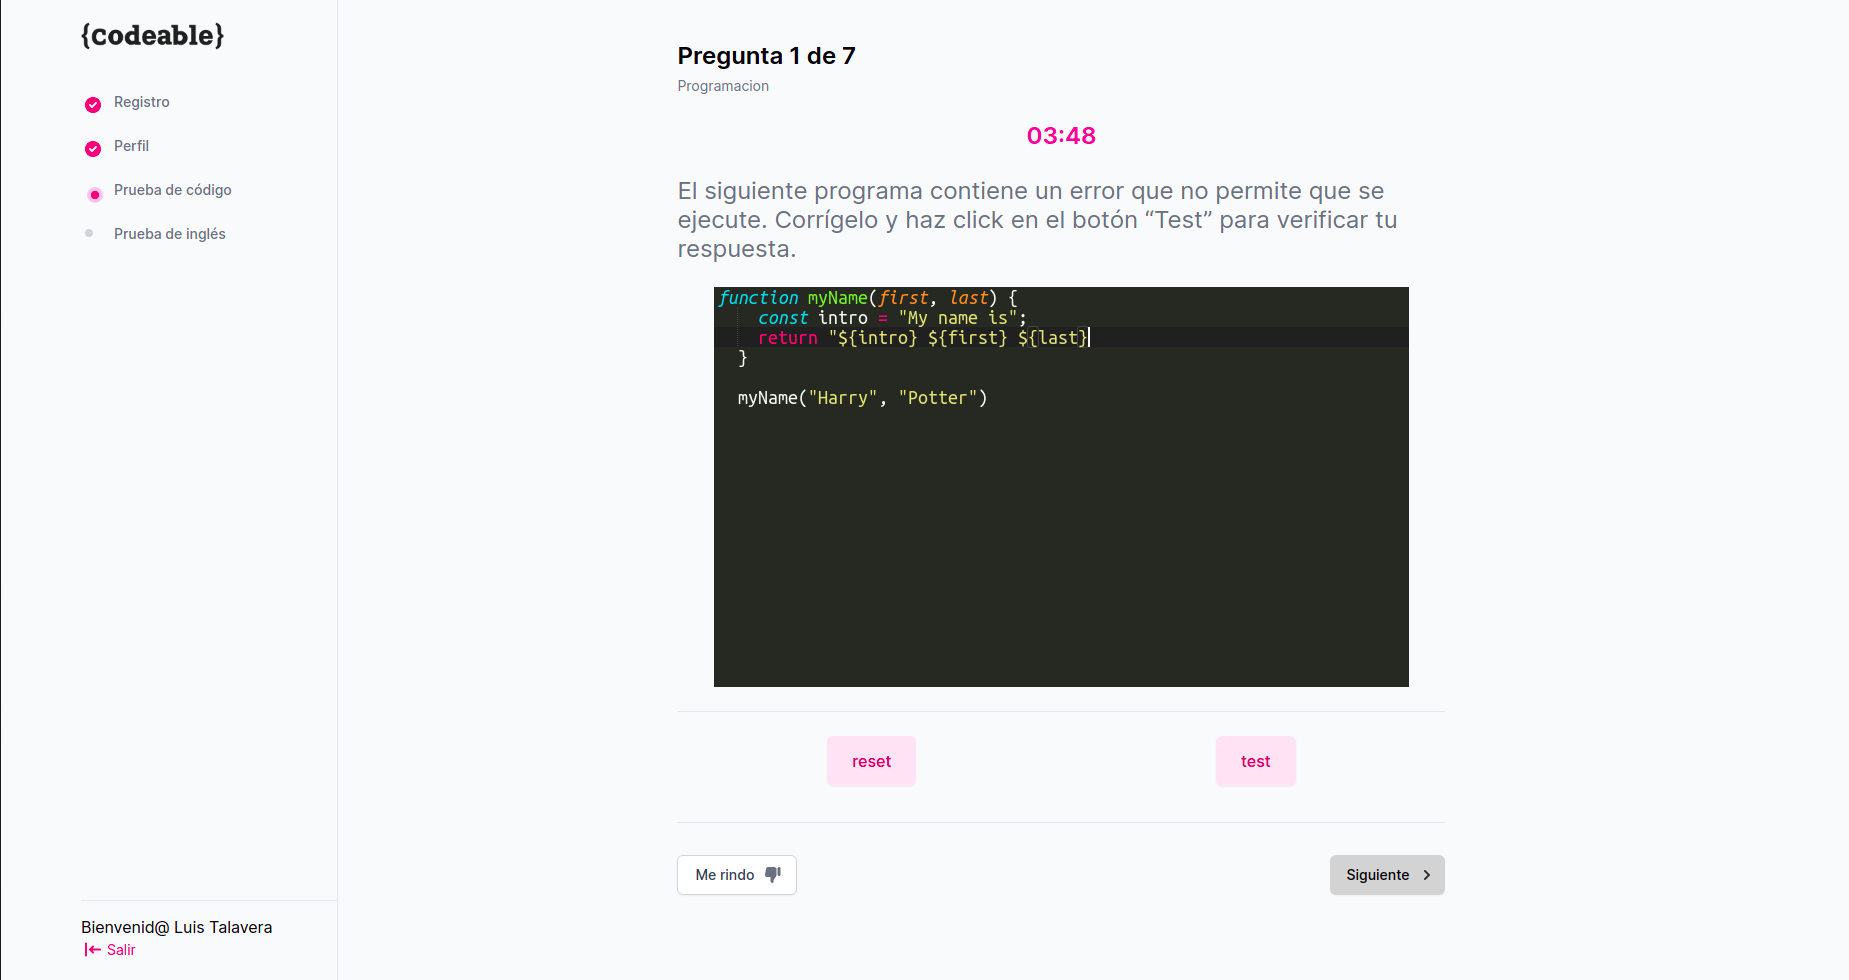 {codeable}
Registro
Perfil
Prueba de código
Prueba de inglés
Pregunta 1 de 7
Programacion
03:48
El siguiente programa contiene un error que no permite que se
ejecute. Corrígelo y haz click en el botón “Test” para verificar tu
respuesta.
function myName(first, last) {
const intro = "My name is";
return "${intro} ${first} ${last}
}
myName("Harry", "Potter")
reset
test
Me rindo
Siguiente
Bienvenid@ Luis Talavera
Salir